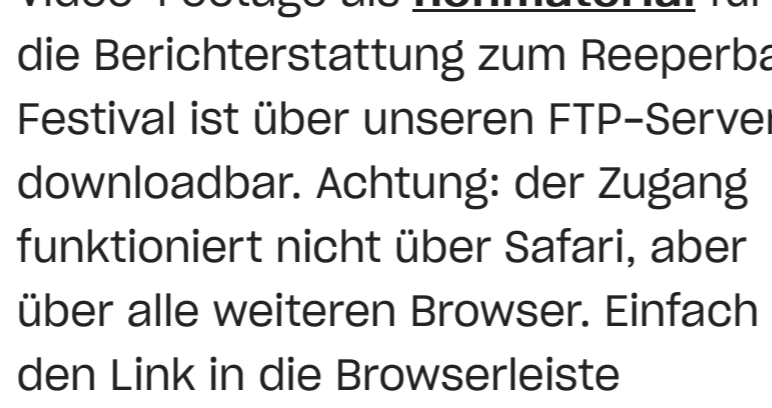 die Berichterstattung zum Reeperba
Festival ist über unseren FTP-Server
downloadbar. Achtung: der Zugang
funktioniert nicht über Safari, aber
über alle weiteren Browser. Einfach
den Link in die Browserleiste